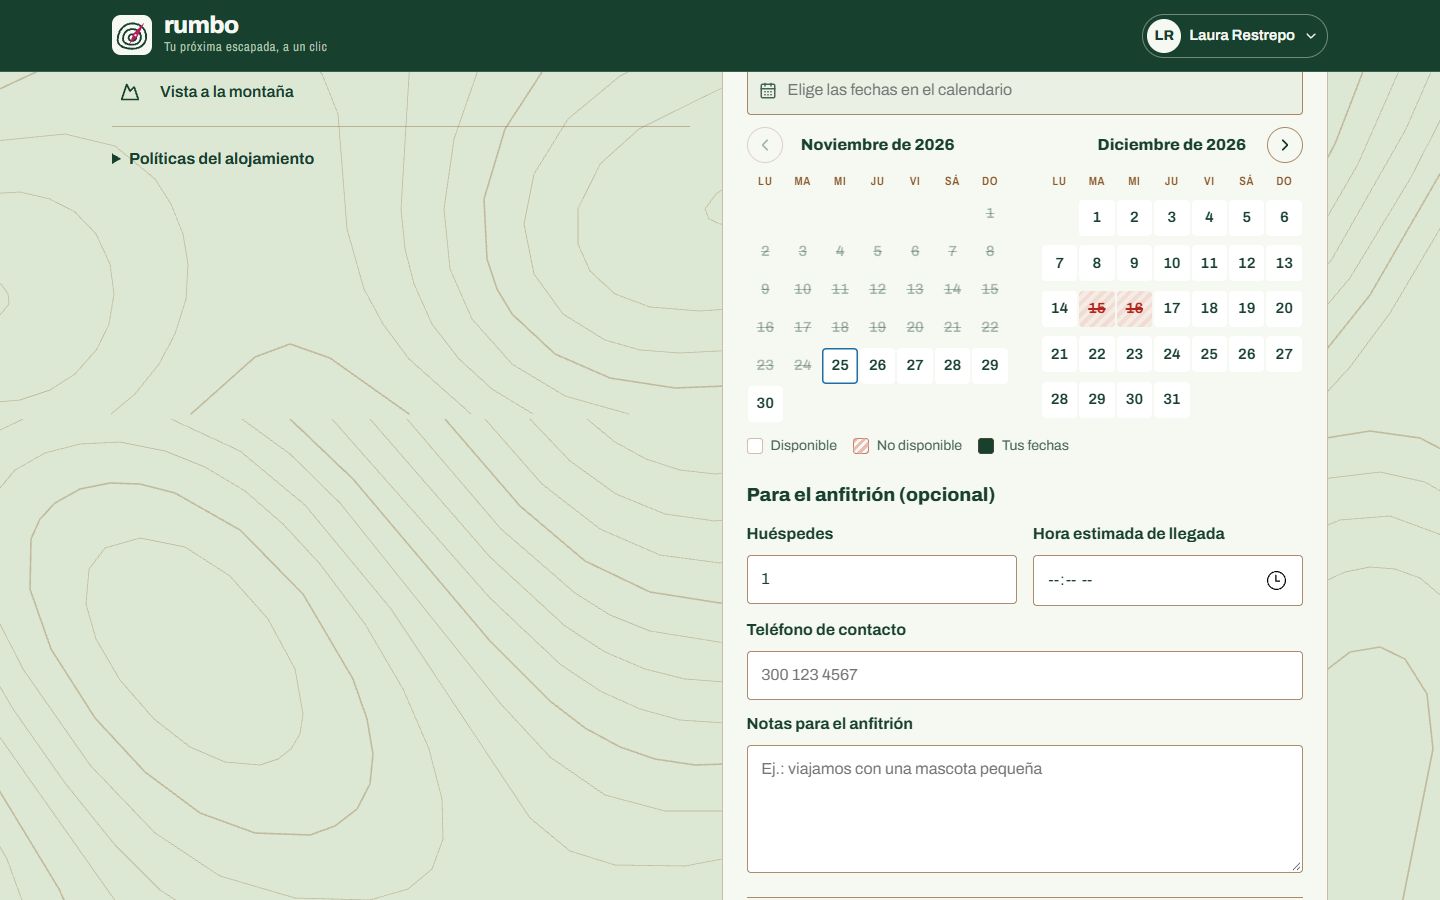 rumbo
Tu próxima escapada, a un clic
LR Laura Restrepo
Vista a la montaña
Políticas del alojamiento
Elige las fechas en el calendario
Noviembre de 2026
LU MA MI JU VI SÁ DO
1
2 3 4 5 6 7 8
9 10 11 12 13 14 15
16 17 18 19 20 21 22
23 24 25 26 27 28 29
30
Diciembre de 2026
LU MA MI JU VI SÁ DO
1 2 3 4 5 6
7 8 9 10 11 12 13
14 15 16 17 18 19 20
21 22 23 24 25 26 27
28 29 30 31
Disponible No disponible Tus fechas
Para el anfitrión (opcional)
Huéspedes
1
Hora estimada de llegada
--:-- --
Teléfono de contacto
300 123 4567
Notas para el anfitrión
Ej.: viajamos con una mascota pequeña